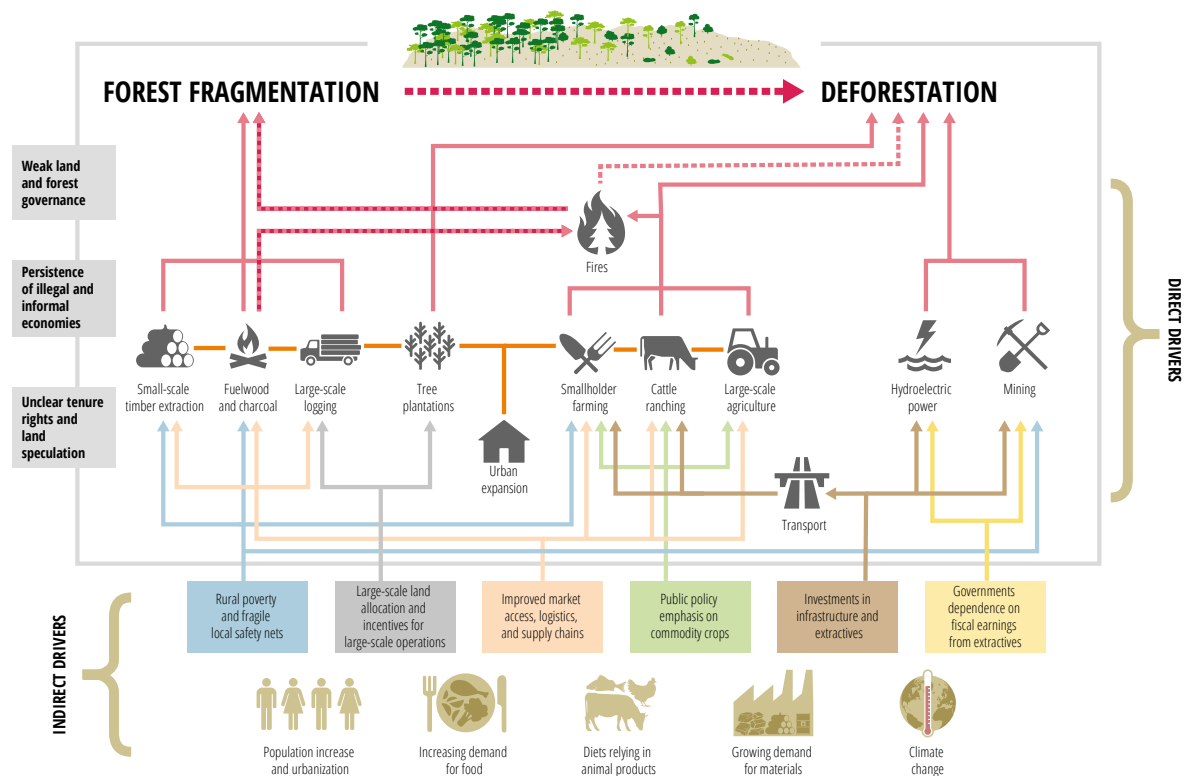 FOREST FRAGMENTATION
DEFORESTATION
Weak land
and forest
governance
Persistence
of illegal and
informal
economies
Unclear tenure
rights and
land
speculation
Fires
DIRECT DRIVERS
Small-scale
timber extraction
Fuelwood
and charcoal
Large-scale
logging
Tree
plantations
Smallholder
farming
Cattle
ranching
Large-scale
agriculture
Hydroelectric
power
Mining
Urban
expansion
Transport
INDIRECT DRIVERS
Rural poverty
and fragile
local safety nets
Large-scale land
allocation and
incentives for
large-scale operations
Improved market
access, logistics,
and supply chains
Public policy
emphasis on
commodity crops
Investments in
infrastructure and
extractives
Governments
dependence on
fiscal earnings
from extractives
Population increase
and urbanization
Increasing demand
for food
Diets relying in
animal products
Growing demand
for materials
Climate
change